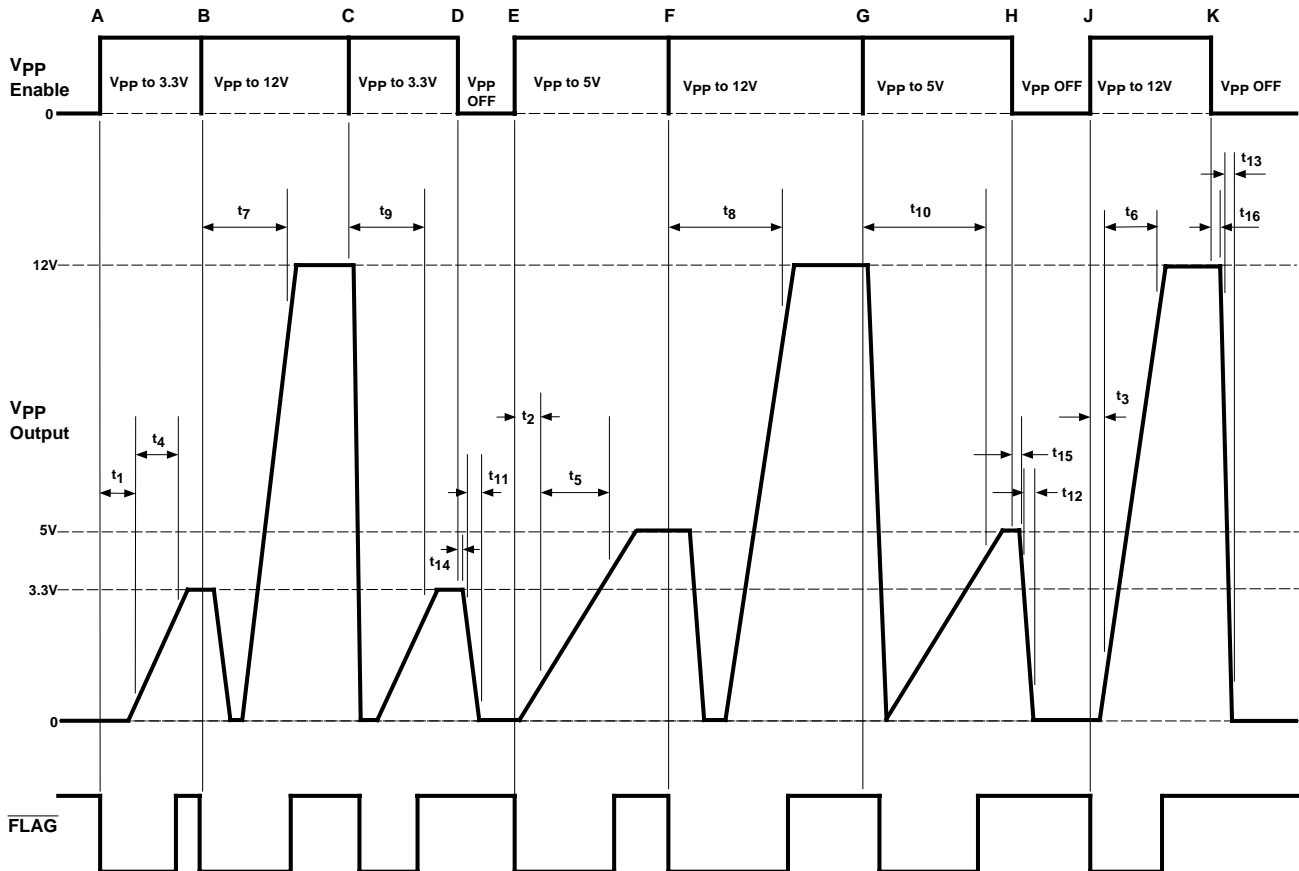 A B C D E F G H J K
VPP Enable
VPP to 3.3V VPP to 12V VPP to 3.3V VPP OFF VPP to 5V VPP to 12V VPP to 5V VPP OFF VPP to 12V VPP OFF
0
t13
t7 t9 t8 t10 t6 t16
12V
VPP Output
t4 t2 t3
t1 t11 t5 t15
t12
5V
t14
3.3V
0
FLAG